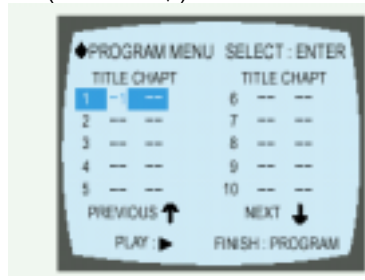 ◆PROGRAM MENU SELECT : ENTER
TITLE CHAPT TITLE CHAPT
1 -1 -- 6 -- --
2 -- -- 7 -- --
3 -- -- 8 -- --
4 -- -- 9 -- --
5 -- -- 10 -- --
PREVIOUS ↑ NEXT ↓
PLAY : ▶ FINISH : PROGRAM